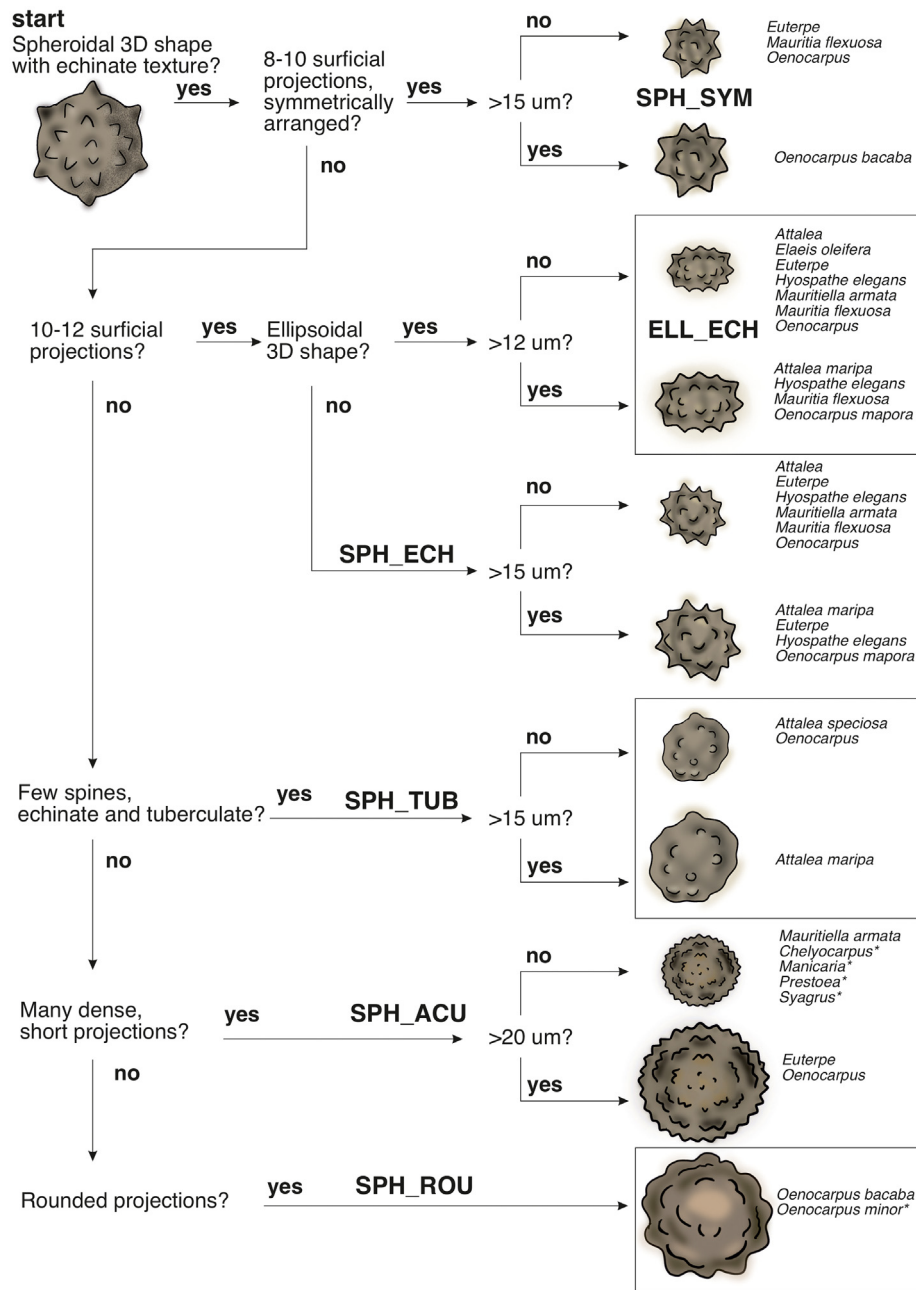 start
Spheroidal 3D shape
with echinate texture?
yes
8-10 surficial
projections,
symmetrically
arranged?
yes
>15 um?
no
Euterpe
Mauritia flexuosa
Oenocarpus
SPH_SYM
yes
Oenocarpus bacaba
no
10-12 surficial
projections?
yes
Ellipsoidal
3D shape?
yes
>12 um?
no
Attalea
Elaeis oleifera
Euterpe
Hyospathe elegans
Mauritiella armata
Mauritia flexuosa
Oenocarpus
ELL_ECH
yes
Attalea maripa
Hyospathe elegans
Mauritia flexuosa
Oenocarpus mapora
no
no
SPH_ECH
>15 um?
no
Attalea
Euterpe
Hyospathe elegans
Mauritiella armata
Mauritia flexuosa
Oenocarpus
yes
Attalea maripa
Euterpe
Hyospathe elegans
Oenocarpus mapora
Few spines,
echinate and tuberculate?
yes
SPH_TUB
>15 um?
no
Attalea speciosa
Oenocarpus
yes
Attalea maripa
no
Many dense,
short projections?
yes
SPH_ACU
>20 um?
no
Mauritiella armata
Chelyocarpus*
Manicaria*
Prestoea*
Syagrus*
yes
Euterpe
Oenocarpus
no
Rounded projections?
yes
SPH_ROU
Oenocarpus bacaba
Oenocarpus minor*